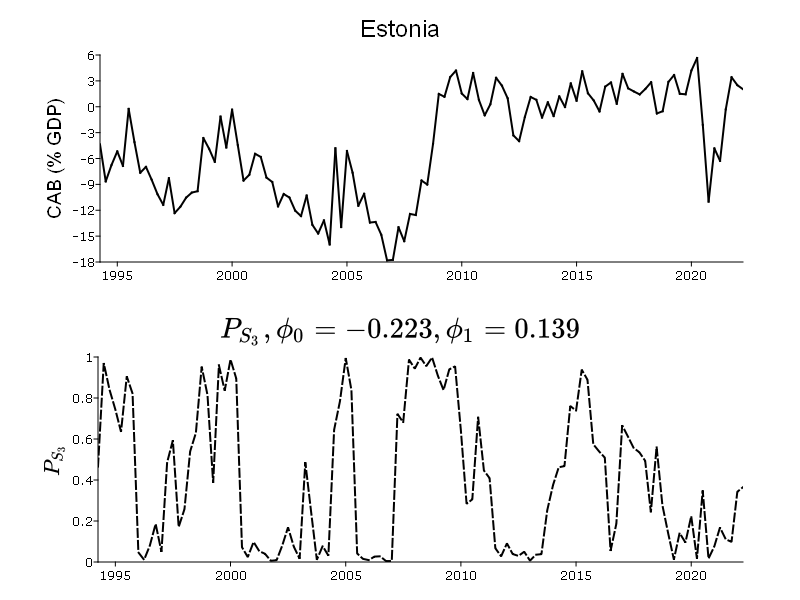 Estonia
CAB (% GDP)
6
3
0
−3
−6
−9
−12
−15
−18
1995 2000 2005 2010 2015 2020
P_{S_3}, ϕ_0 = −0.223, ϕ_1 = 0.139
P_{S_3}
1
0.8
0.6
0.4
0.2
0
1995 2000 2005 2010 2015 2020